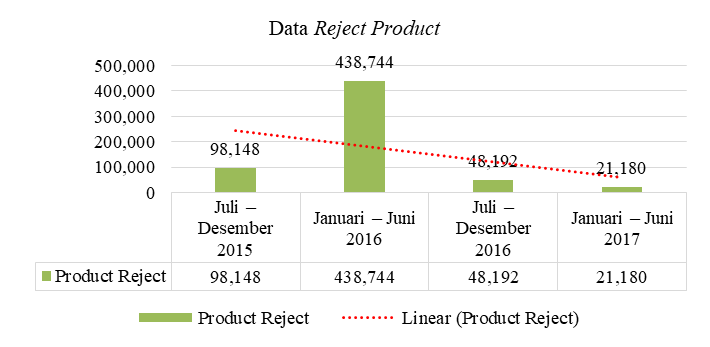 Data Reject Product
500,000
400,000
300,000
200,000
100,000
0
98,148
438,744
48,192
21,180
Juli –
Desember
2015
Januari – Juni
2016
Juli –
Desember
2016
Januari – Juni
2017
Product Reject 98,148 438,744 48,192 21,180
Product Reject Linear (Product Reject)